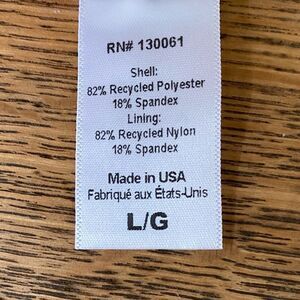 RN# 130061
Shell:
82% Recycled Polyester
18% Spandex
Lining:
82% Recycled Nylon
18% Spandex
Made in USA
Fabriqué aux États-Unis
L/G